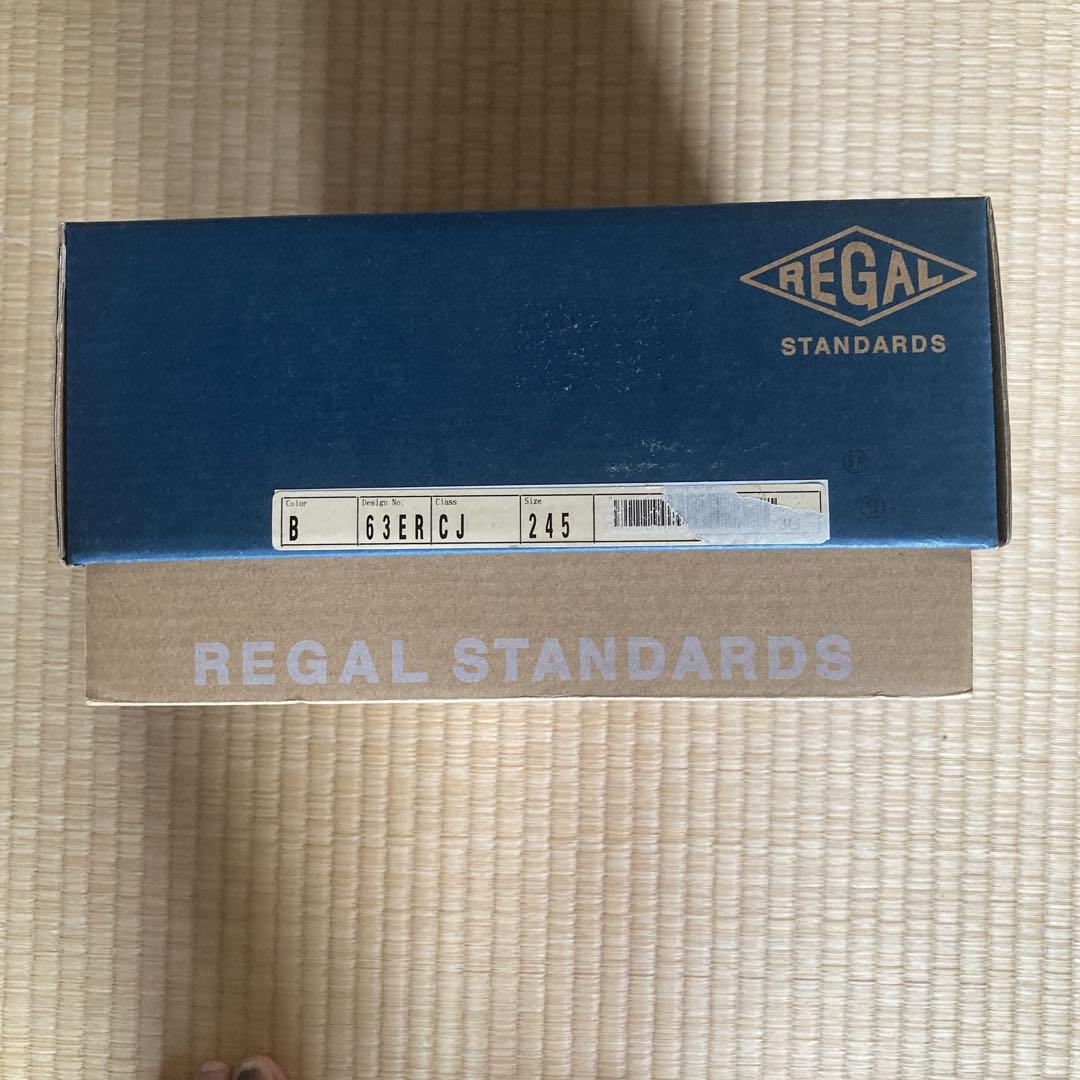 REGAL
STANDARDS
Color Design No. Class Size
B 63ER CJ 245
REGAL STANDARDS